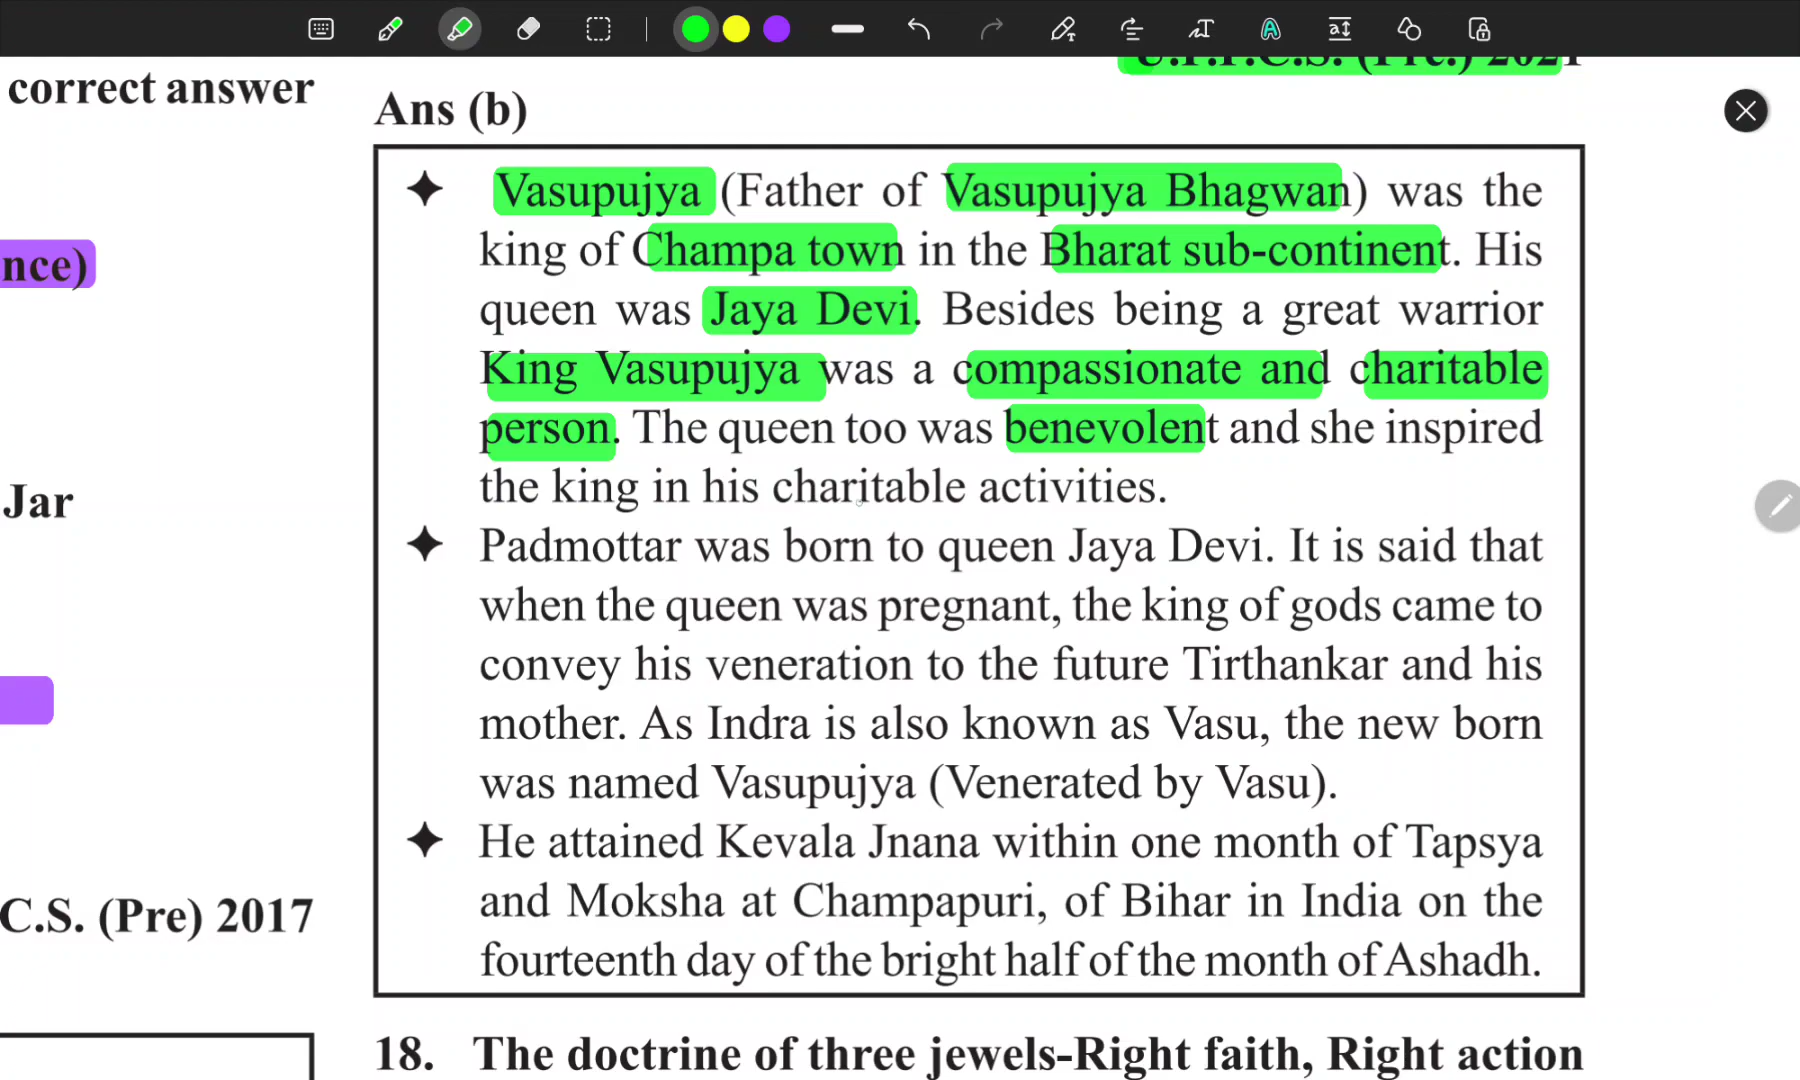 U.P.P.C.S. (Pre.) 2021
correct answer
Ans (b)
Vasupujya (Father of Vasupujya Bhagwan) was the
king of Champa town in the Bharat sub-continent. His
queen was Jaya Devi. Besides being a great warrior
King Vasupujya was a compassionate and charitable
person. The queen too was benevolent and she inspired
the king in his charitable activities.
Padmottar was born to queen Jaya Devi. It is said that
when the queen was pregnant, the king of gods came to
convey his veneration to the future Tirthankar and his
mother. As Indra is also known as Vasu, the new born
was named Vasupujya (Venerated by Vasu).
He attained Kevala Jnana within one month of Tapsya
and Moksha at Champapuri, of Bihar in India on the
fourteenth day of the bright half of the month of Ashadh.
18. The doctrine of three jewels-Right faith, Right action
nce)
Jar
C.S. (Pre) 2017